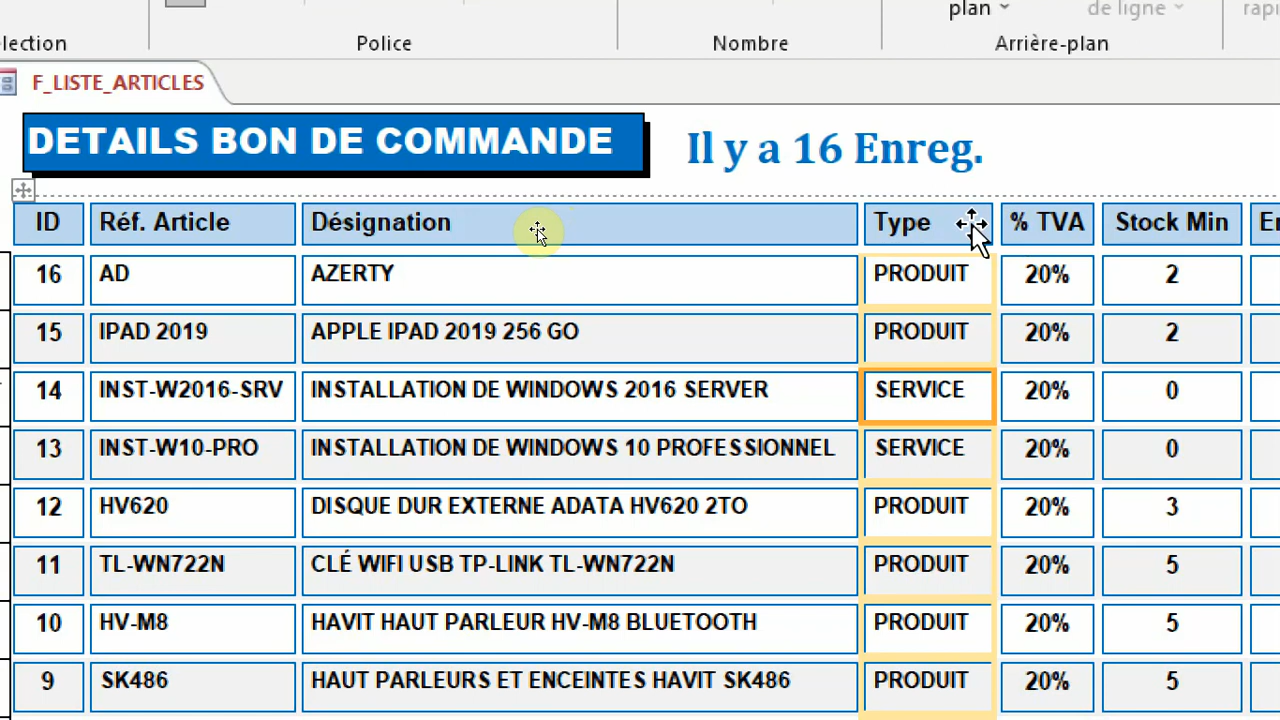 plan de ligne
Police Nombre Arrière-plan
F_LISTE_ARTICLES
DETAILS BON DE COMMANDE Il y a 16 Enreg.
ID Réf. Article Désignation Type % TVA Stock Min
16 AD AZERTY PRODUIT 20% 2
15 IPAD 2019 APPLE IPAD 2019 256 GO PRODUIT 20% 2
14 INST-W2016-SRV INSTALLATION DE WINDOWS 2016 SERVER SERVICE 20% 0
13 INST-W10-PRO INSTALLATION DE WINDOWS 10 PROFESSIONNEL SERVICE 20% 0
12 HV620 DISQUE DUR EXTERNE ADATA HV620 2TO PRODUIT 20% 3
11 TL-WN722N CLÉ WIFI USB TP-LINK TL-WN722N PRODUIT 20% 5
10 HV-M8 HAVIT HAUT PARLEUR HV-M8 BLUETOOTH PRODUIT 20% 5
9 SK486 HAUT PARLEURS ET ENCEINTES HAVIT SK486 PRODUIT 20% 5